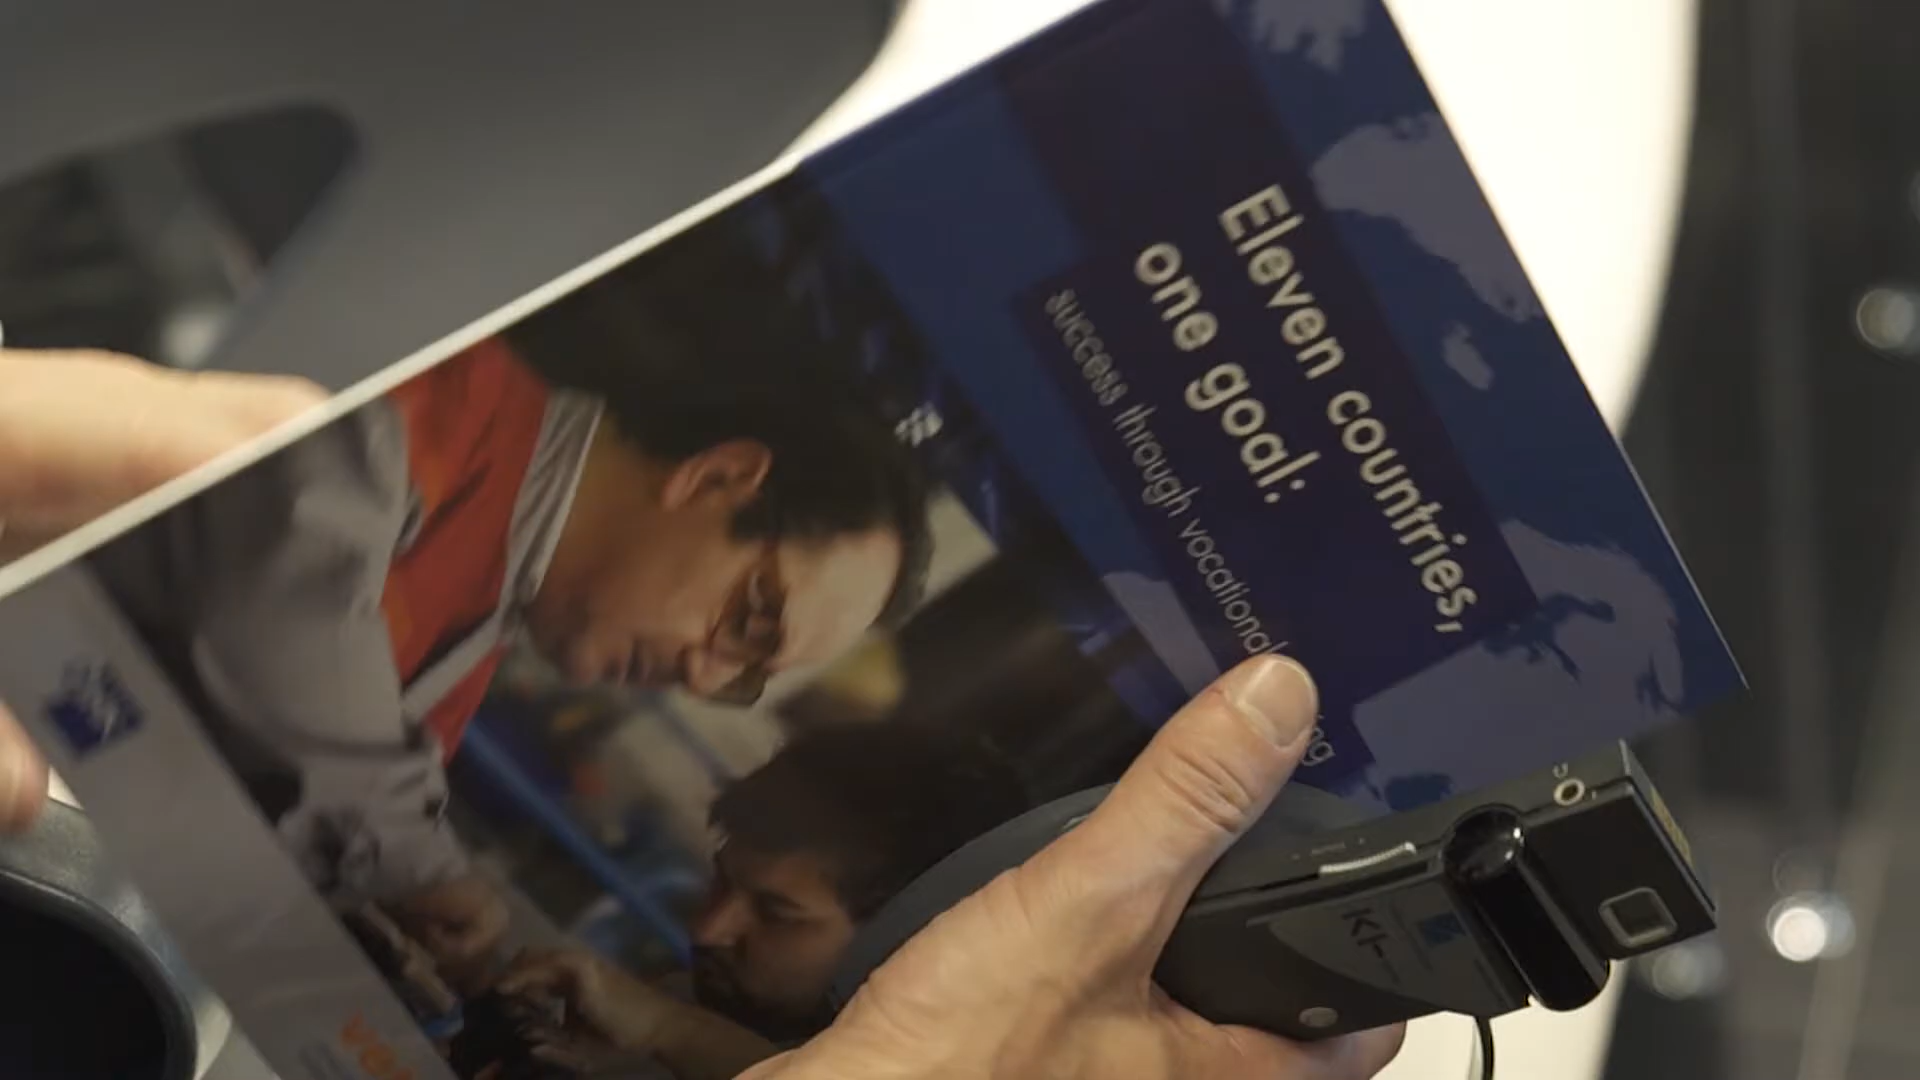 Eleven countries,
one goal:
success through vocational